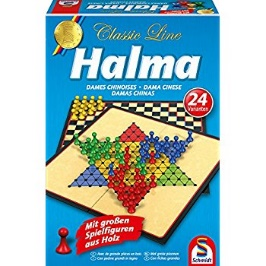 Classic Line
Halma
DAMES CHINOISES · DAMA CINESE
DAMAS CHINAS
24
Varianten
Mit großen
Spielfiguren
aus Holz
S
Schmidt